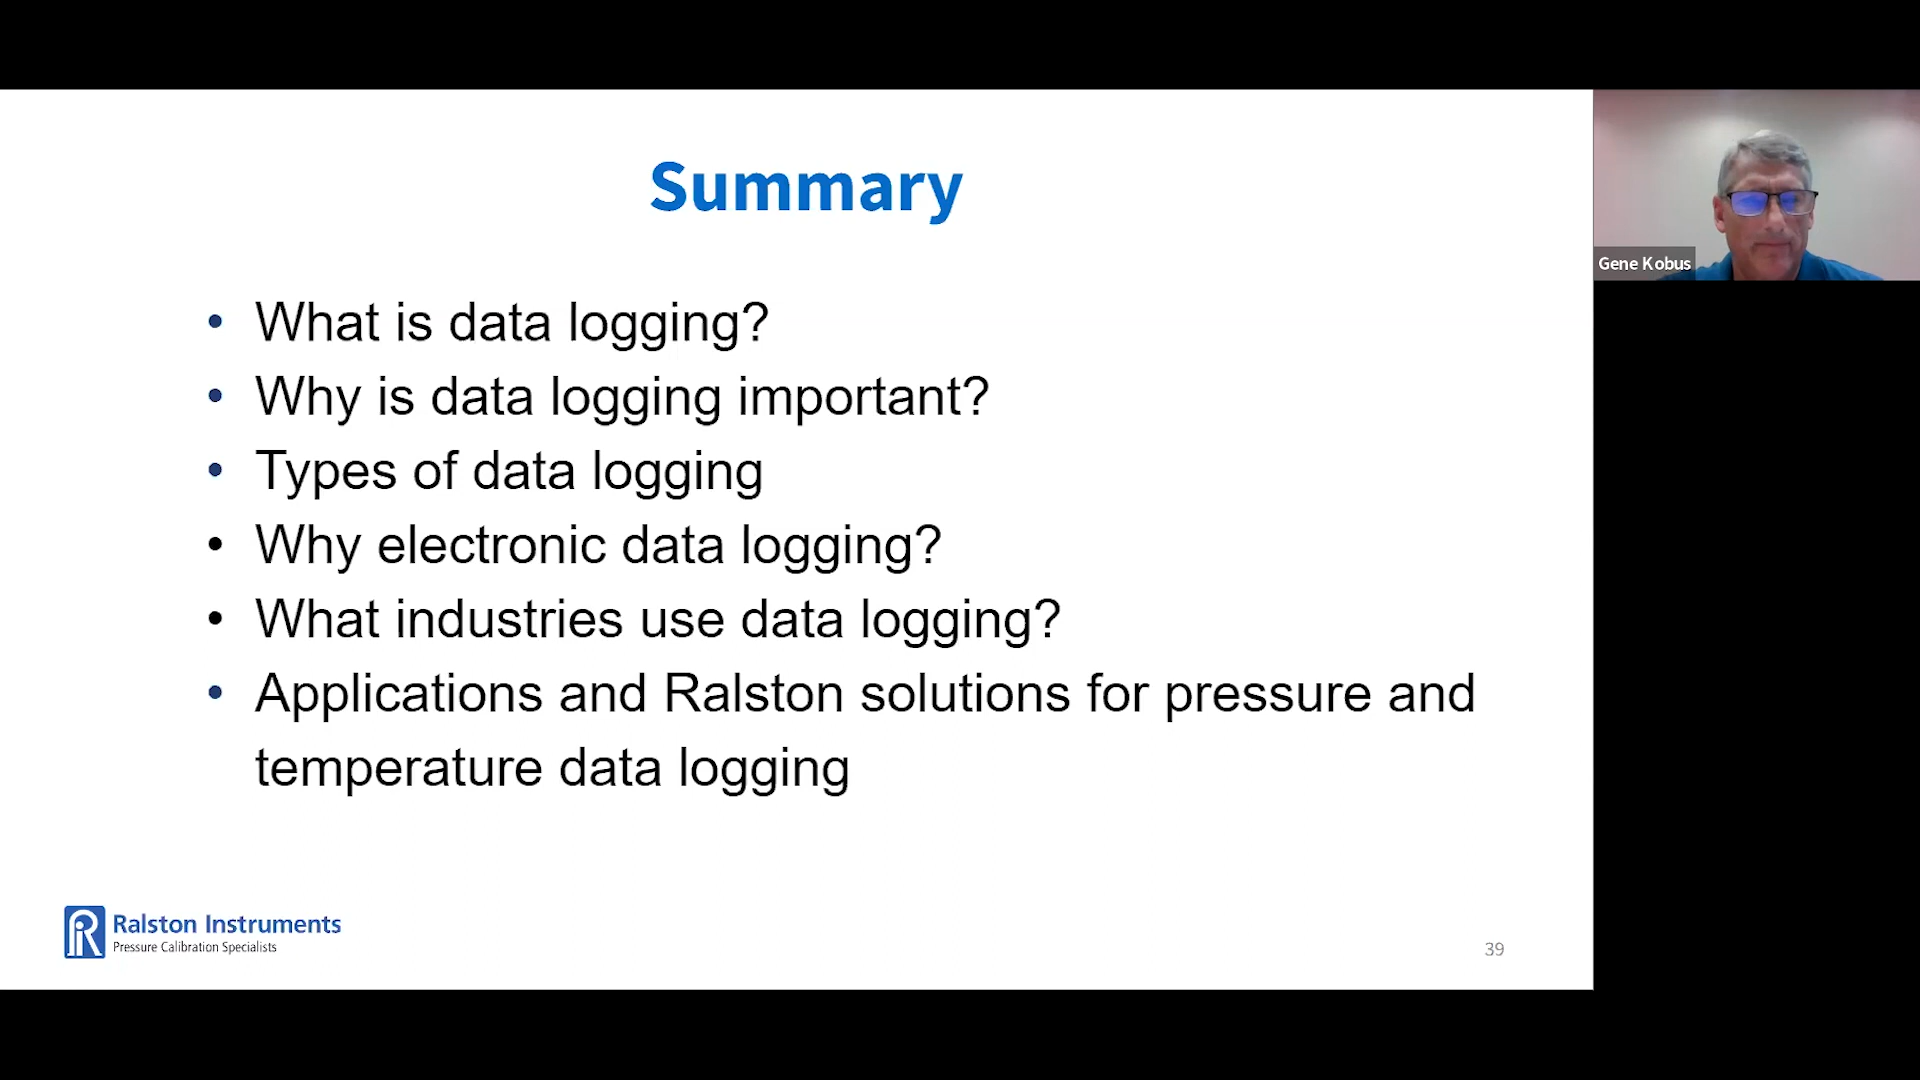 Summary
• What is data logging?
• Why is data logging important?
• Types of data logging
• Why electronic data logging?
• What industries use data logging?
• Applications and Ralston solutions for pressure and
temperature data logging
Ralston Instruments
Pressure Calibration Specialists
39
Gene Kobus